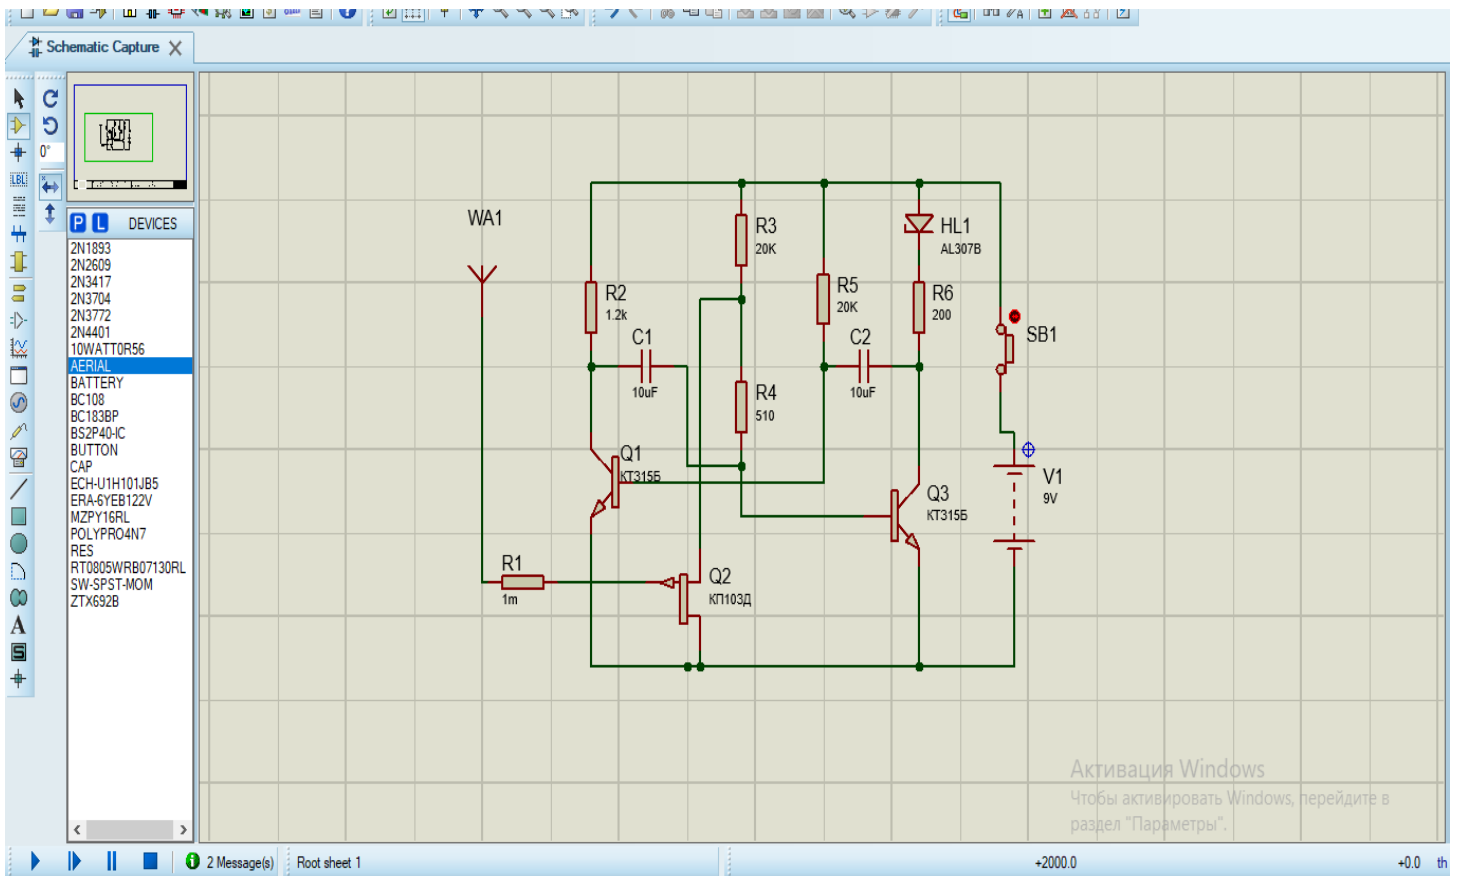 Schematic Capture
0°
LBL
P L DEVICES
2N1893
2N2609
2N3417
2N3704
2N3772
2N4401
10WATT0R56
AERIAL
BATTERY
BC108
BC183BP
BS2P40-IC
BUTTON
CAP
ECH-U1H101JB5
ERA-6YEB122V
MZPY16RL
POLYPRO4N7
RES
RT0805WRB07130RL
SW-SPST-MOM
ZTX692B
A
S
WA1
R3
20K
HL1
AL307B
R2
1.2k
R5
20K
R6
200
C1
10uF
C2
10uF
SB1
R4
510
Q1
КТ315Б
Q3
КТ315Б
V1
9V
R1
1m
Q2
КП103Д
Активация Windows
Чтобы активировать Windows, перейдите в
раздел "Параметры".
2 Message(s)
Root sheet 1
+2000.0
+0.0
th